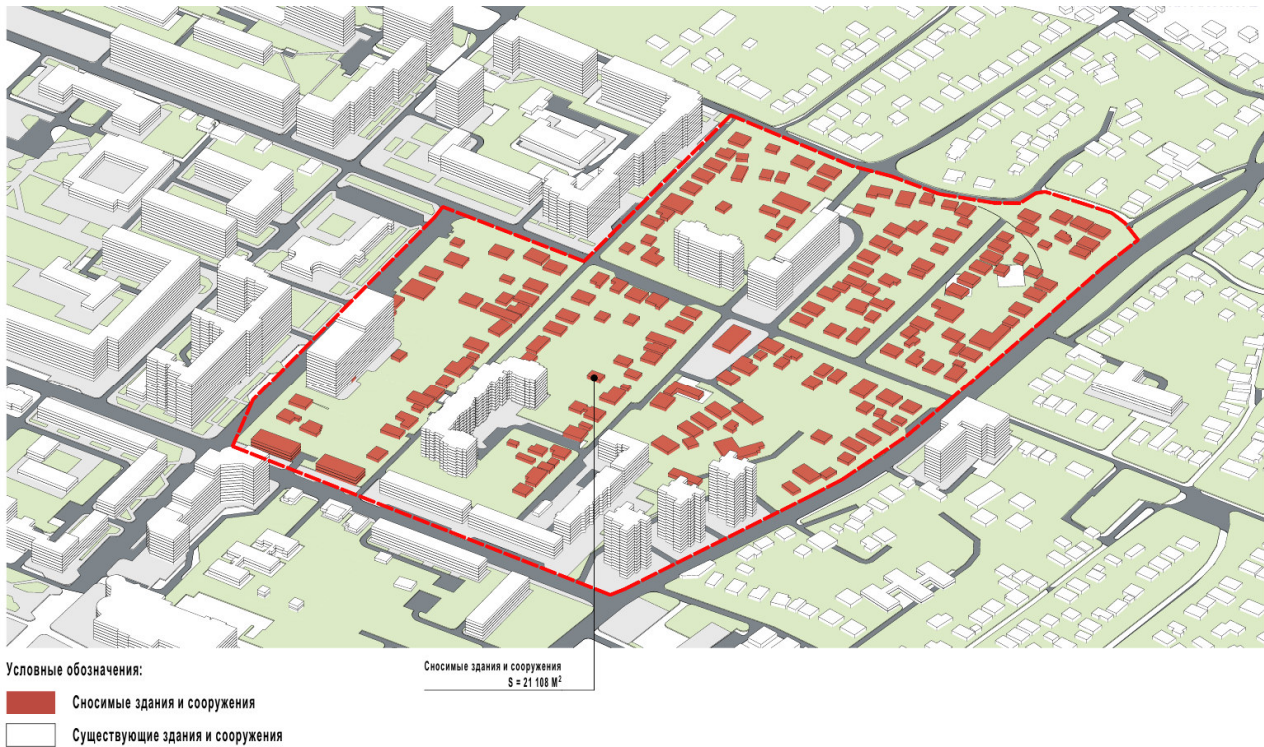 Сносимые здания и сооружения
S = 21 108 М²
Условные обозначения:
Сносимые здания и сооружения
Существующие здания и сооружения